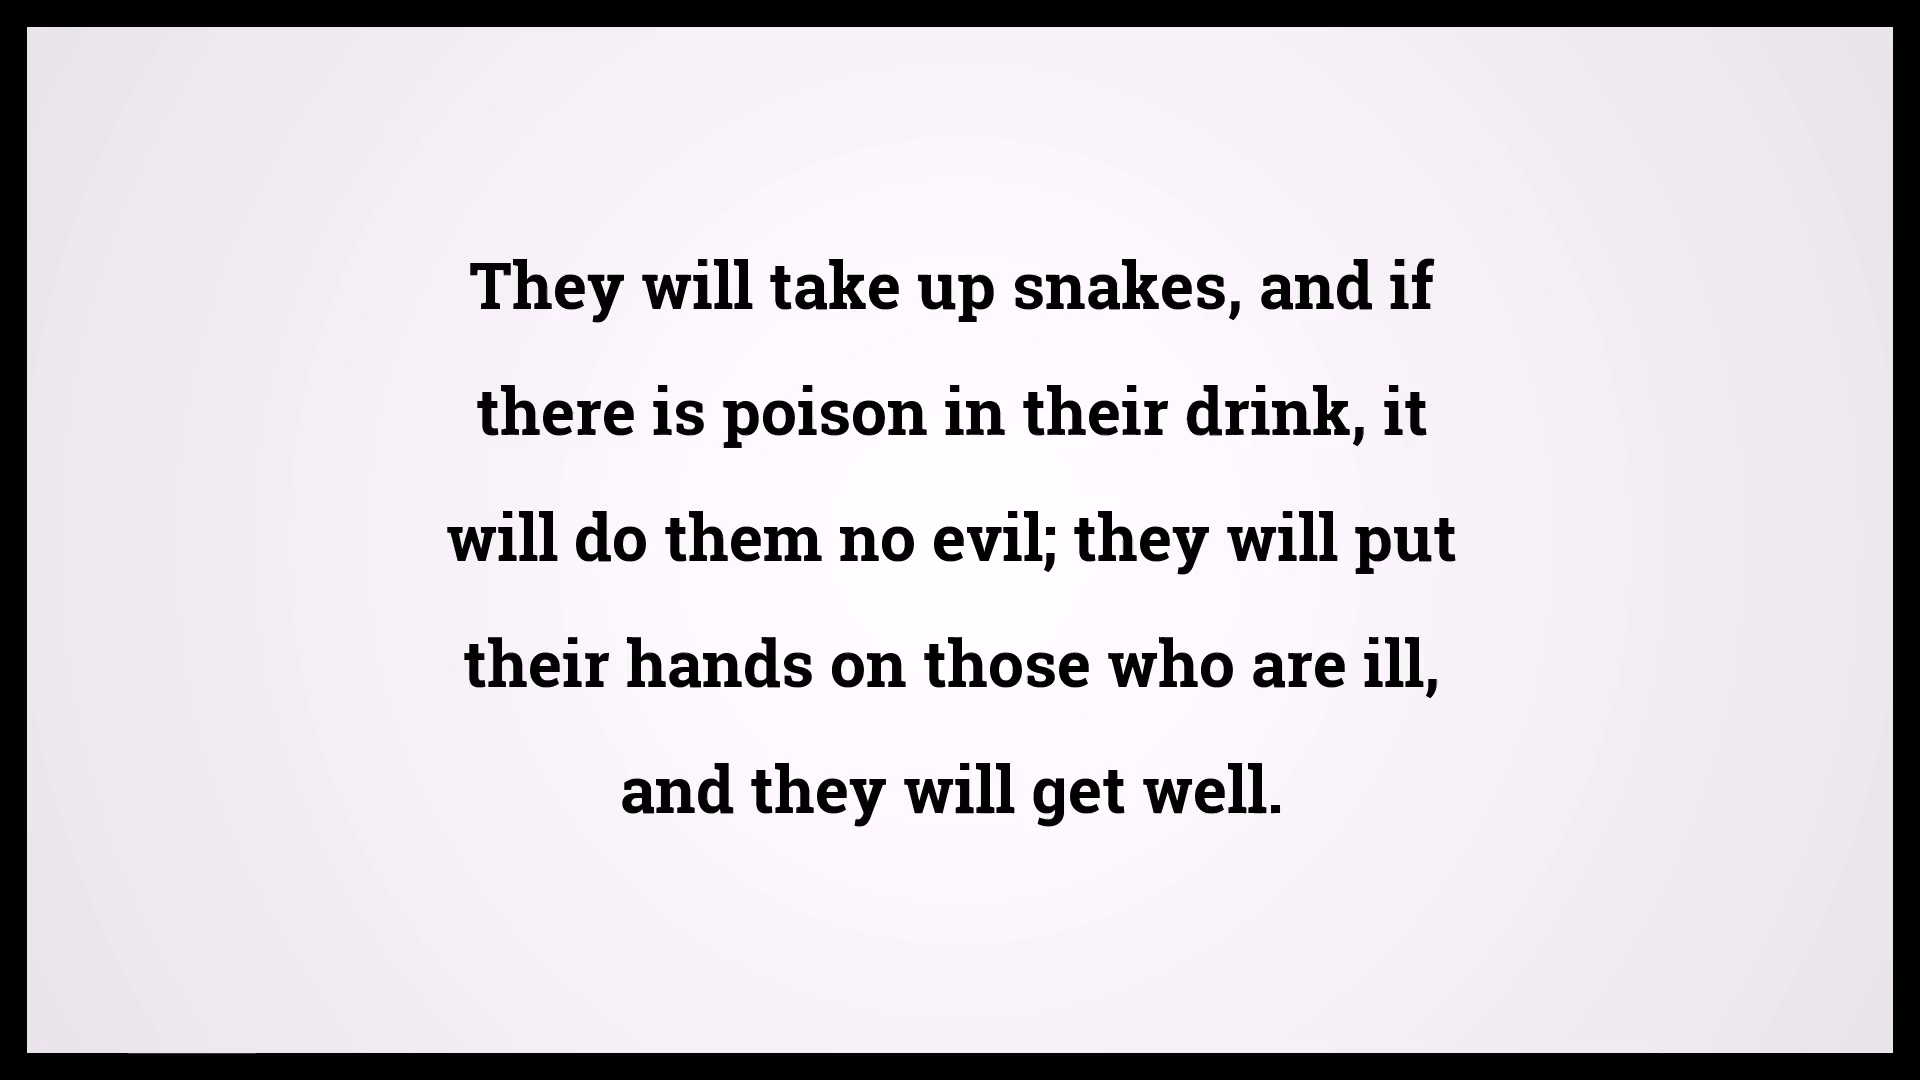 They will take up snakes, and if
there is poison in their drink, it
will do them no evil; they will put
their hands on those who are ill,
and they will get well.